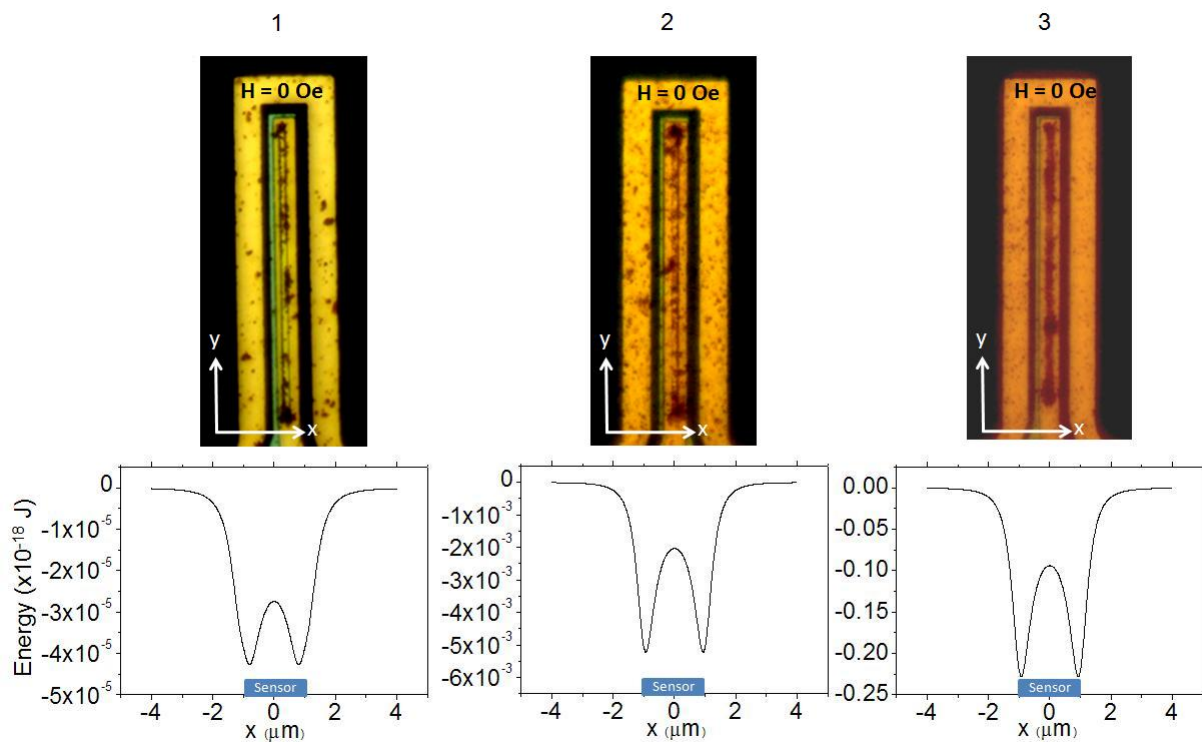 1
2
3
H = 0 Oe
H = 0 Oe
H = 0 Oe
y
x
y
x
y
x
Energy (x10⁻¹⁸ J)
0
-1x10⁻⁵
-2x10⁻⁵
-3x10⁻⁵
-4x10⁻⁵
-5x10⁻⁵
Sensor
-4 -2 0 2 4
x (μm)
0
-1x10⁻³
-2x10⁻³
-3x10⁻³
-4x10⁻³
-5x10⁻³
-6x10⁻³
Sensor
-4 -2 0 2 4
x (μm)
0.00
-0.05
-0.10
-0.15
-0.20
-0.25
Sensor
-4 -2 0 2 4
x (μm)